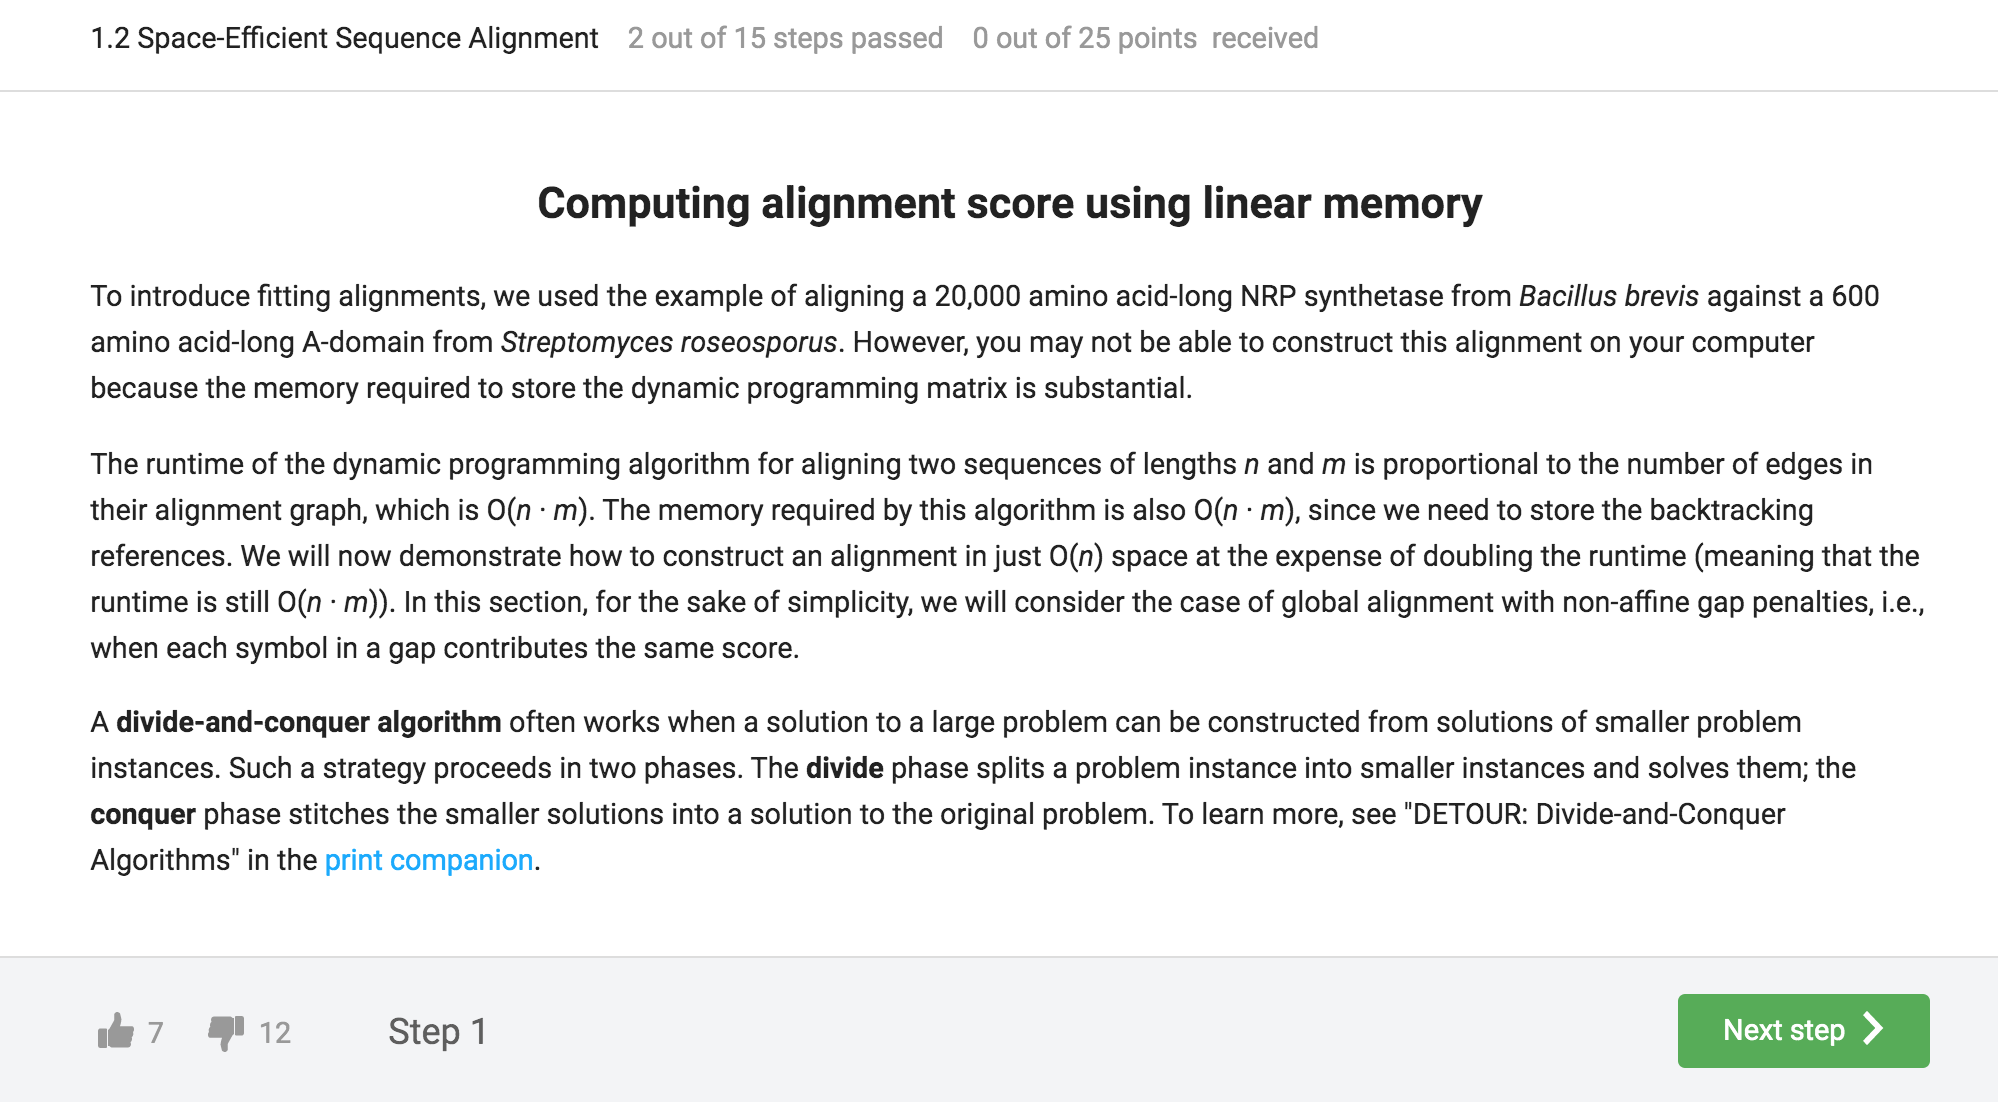 1.2 Space-Efficient Sequence Alignment 2 out of 15 steps passed 0 out of 25 points received
Computing alignment score using linear memory
To introduce fitting alignments, we used the example of aligning a 20,000 amino acid-long NRP synthetase from Bacillus brevis against a 600
amino acid-long A-domain from Streptomyces roseosporus. However, you may not be able to construct this alignment on your computer
because the memory required to store the dynamic programming matrix is substantial.
The runtime of the dynamic programming algorithm for aligning two sequences of lengths n and m is proportional to the number of edges in
their alignment graph, which is O(n · m). The memory required by this algorithm is also O(n · m), since we need to store the backtracking
references. We will now demonstrate how to construct an alignment in just O(n) space at the expense of doubling the runtime (meaning that the
runtime is still O(n · m)). In this section, for the sake of simplicity, we will consider the case of global alignment with non-affine gap penalties, i.e.,
when each symbol in a gap contributes the same score.
A divide-and-conquer algorithm often works when a solution to a large problem can be constructed from solutions of smaller problem
instances. Such a strategy proceeds in two phases. The divide phase splits a problem instance into smaller instances and solves them; the
conquer phase stitches the smaller solutions into a solution to the original problem. To learn more, see "DETOUR: Divide-and-Conquer
Algorithms" in the print companion.
7 12 Step 1 Next step